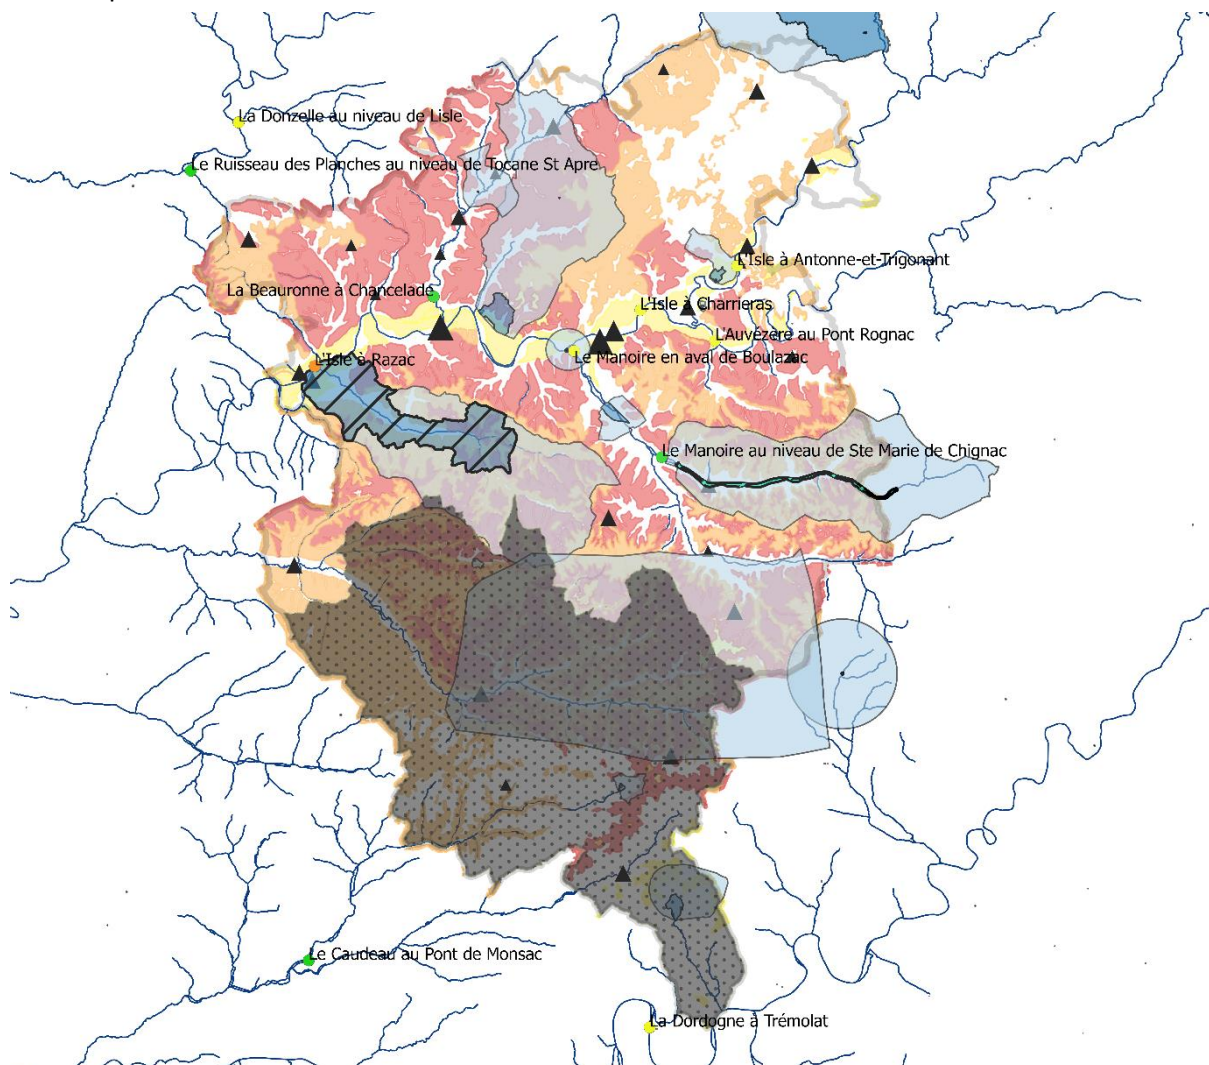 La Donzelle au niveau de Lisle
Le Ruisseau des Planches au niveau de Tocane St Apre
L'Isle à Antonne-et-Trigonant
La Beauronne à Chancelade
L'Isle à Charrieras
L'Auvézère au Pont Rognac
L'Isle à Razac
Le Manoire en aval de Boulazac
Le Manoire au niveau de Ste Marie de Chignac
Le Caudeau au Pont de Monsac
La Dordogne à Trémolat